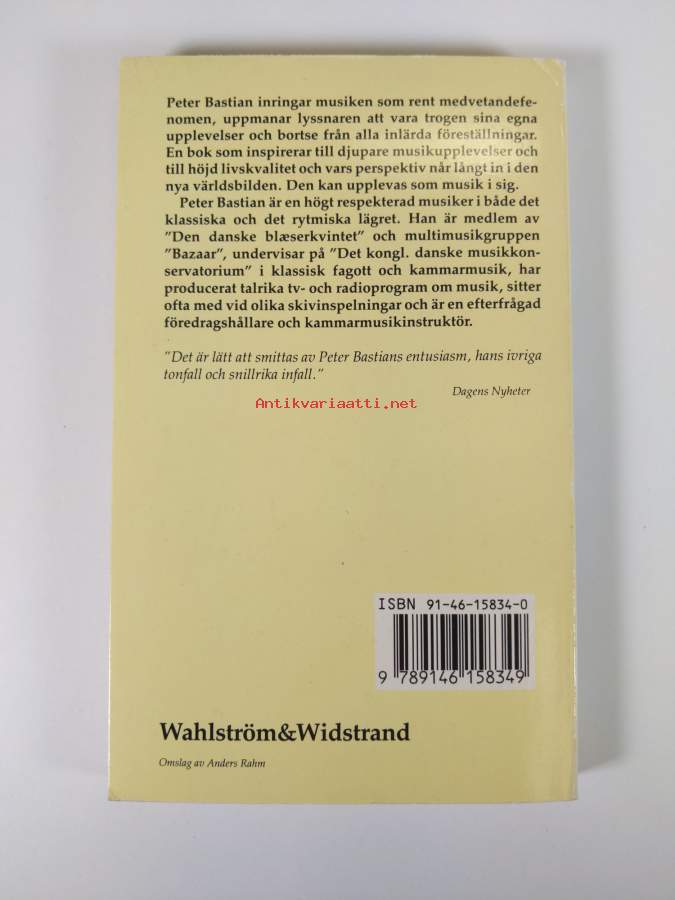 Peter Bastian inringar musiken som rent medvetandefe-
nomen, uppmanar lyssnaren att vara trogen sina egna
upplevelser och bortse från alla inlärda föreställningar.
En bok som inspirerar till djupare musikupplevelser och
till höjd livskvalitet och vars perspektiv når långt in i den
nya världsbilden. Den kan upplevas som musik i sig.
Peter Bastian är en högt respekterad musiker i både det
klassiska och det rytmiska lägret. Han är medlem av
”Den danske blæserkvintet” och multimusikgruppen
”Bazaar”, undervisar på ”Det kongl. danske musikkon-
servatorium” i klassisk fagott och kammarmusik, har
producerat talrika tv- och radioprogram om musik, sitter
ofta med vid olika skivinspelningar och är en efterfrågad
föredragshållare och kammarmusikinstruktör.
”Det är lätt att smittas av Peter Bastians entusiasm, hans ivriga
tonfall och snillrika infall.”
Dagens Nyheter
Antikvariaatti.net
ISBN 91-46-15834-0
9 789146 158349
Wahlström&Widstrand
Omslag av Anders Rahm